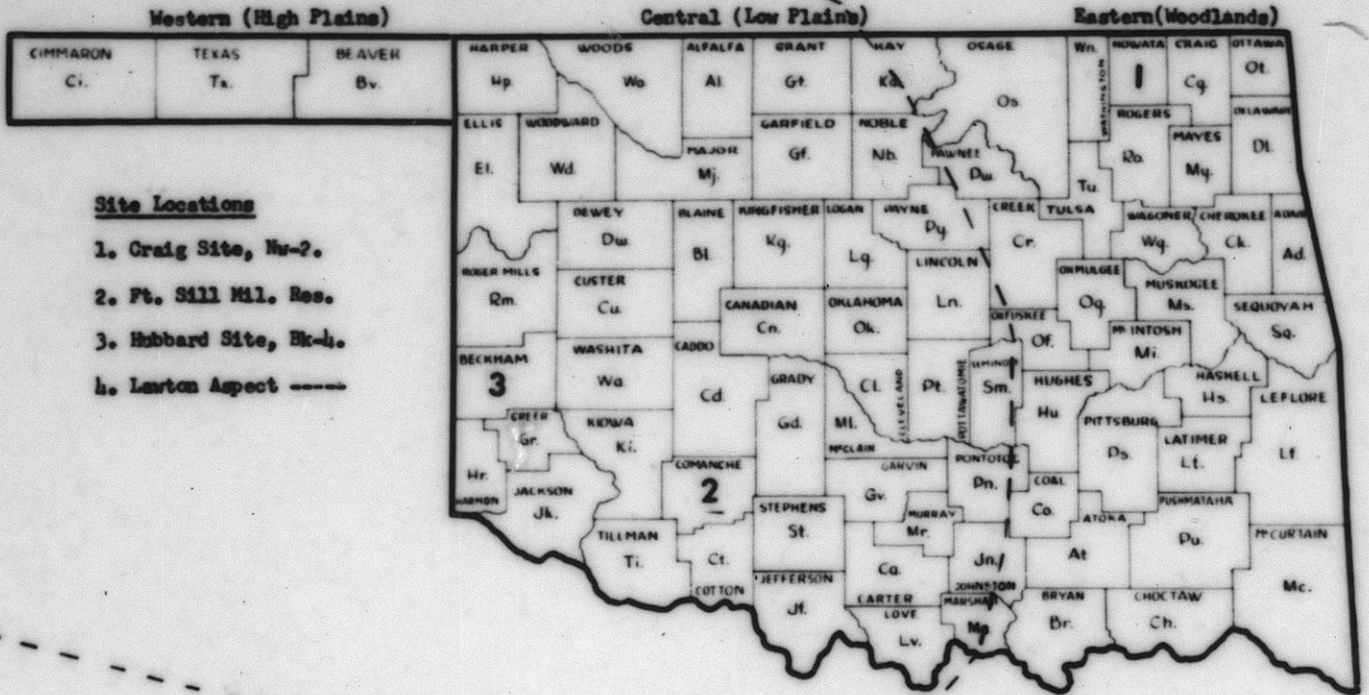 Western (High Plains) Central (Low Plains) Eastern(Woodlands)
CIMMARON TEXAS BEAVER HARPER WOODS ALFALFA GRANT KAY OSAGE Wn. NOWATA CRAIG OTTAWA
Ci. Tx. Bv. Hp. Wo. Al. Gt. Ka. Os. WASHINGTON 1 Cg. Ot.
ELLIS WOODWARD GARFIELD NOBLE ROGERS DELAWARE
El. Wd. MAJOR Gf. Nb. PAWNEE Ro. MAYES Dl.
Mj. Pw. Tu. My.
Site Locations
1. Craig Site, Nw-2.
2. Ft. Sill Mil. Res.
3. Hubbard Site, Bk-4.
4. Lawton Aspect -----
DEWEY BLAINE KINGFISHER LOGAN PAYNE CREEK TULSA WAGONER CHEROKEE ADAIR
Dw. Bl. Kg. Lg. Py. Cr. Wg. Ck. Ad.
ROGER MILLS CUSTER LINCOLN OKMULGEE MUSKOGEE
Rm. Cu. CANADIAN OKLAHOMA Ln. Og. Ms. SEQUOYAH
Cn. Ok. OKFUSKEE McINTOSH Sq.
BECKHAM WASHITA CADDO Of. Mi.
3 Wa. Cd. GRADY Cl. CLEVELAND Pt. POTTAWATOMIE SEMINOLE Sm. HUGHES HASKELL LEFLORE
GREER KIOWA Gd. Ml. Hu. PITTSBURG Hs.
Gr. Ki. McCLAIN LATIMER Lf.
Hr. COMANCHE GARVIN PONTOTOC Ps. Lt.
HARMON JACKSON 2 Gv. Pn. COAL PUSHMATAHA
Jk. STEPHENS MURRAY Co. ATOKA McCURTAIN
TILLMAN St. Mr. Jn. At Pu.
Ti. Ct. Ca. JOHNSTON Mc.
COTTON JEFFERSON CARTER MARSHALL BRYAN CHOCTAW
Jf. LOVE Ma. Br. Ch.
Lv.